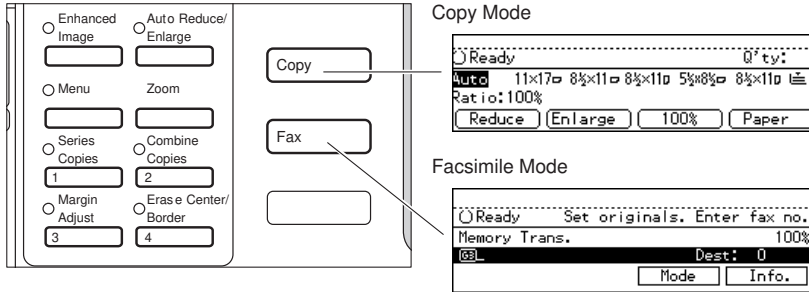 Enhanced
Image
Auto Reduce/
Enlarge
Menu
Zoom
Series
Copies
Combine
Copies
1
2
Margin
Adjust
Erase Center/
Border
3
4
Copy
Fax
Copy Mode
Ready Q'ty:
Auto 11×17 8½×11 8½×11 5½×8½ 8½×11
Ratio:100%
Reduce Enlarge 100% Paper
Facsimile Mode
Ready Set originals. Enter fax no.
Memory Trans. 100%
G3 Dest: 0
Mode Info.